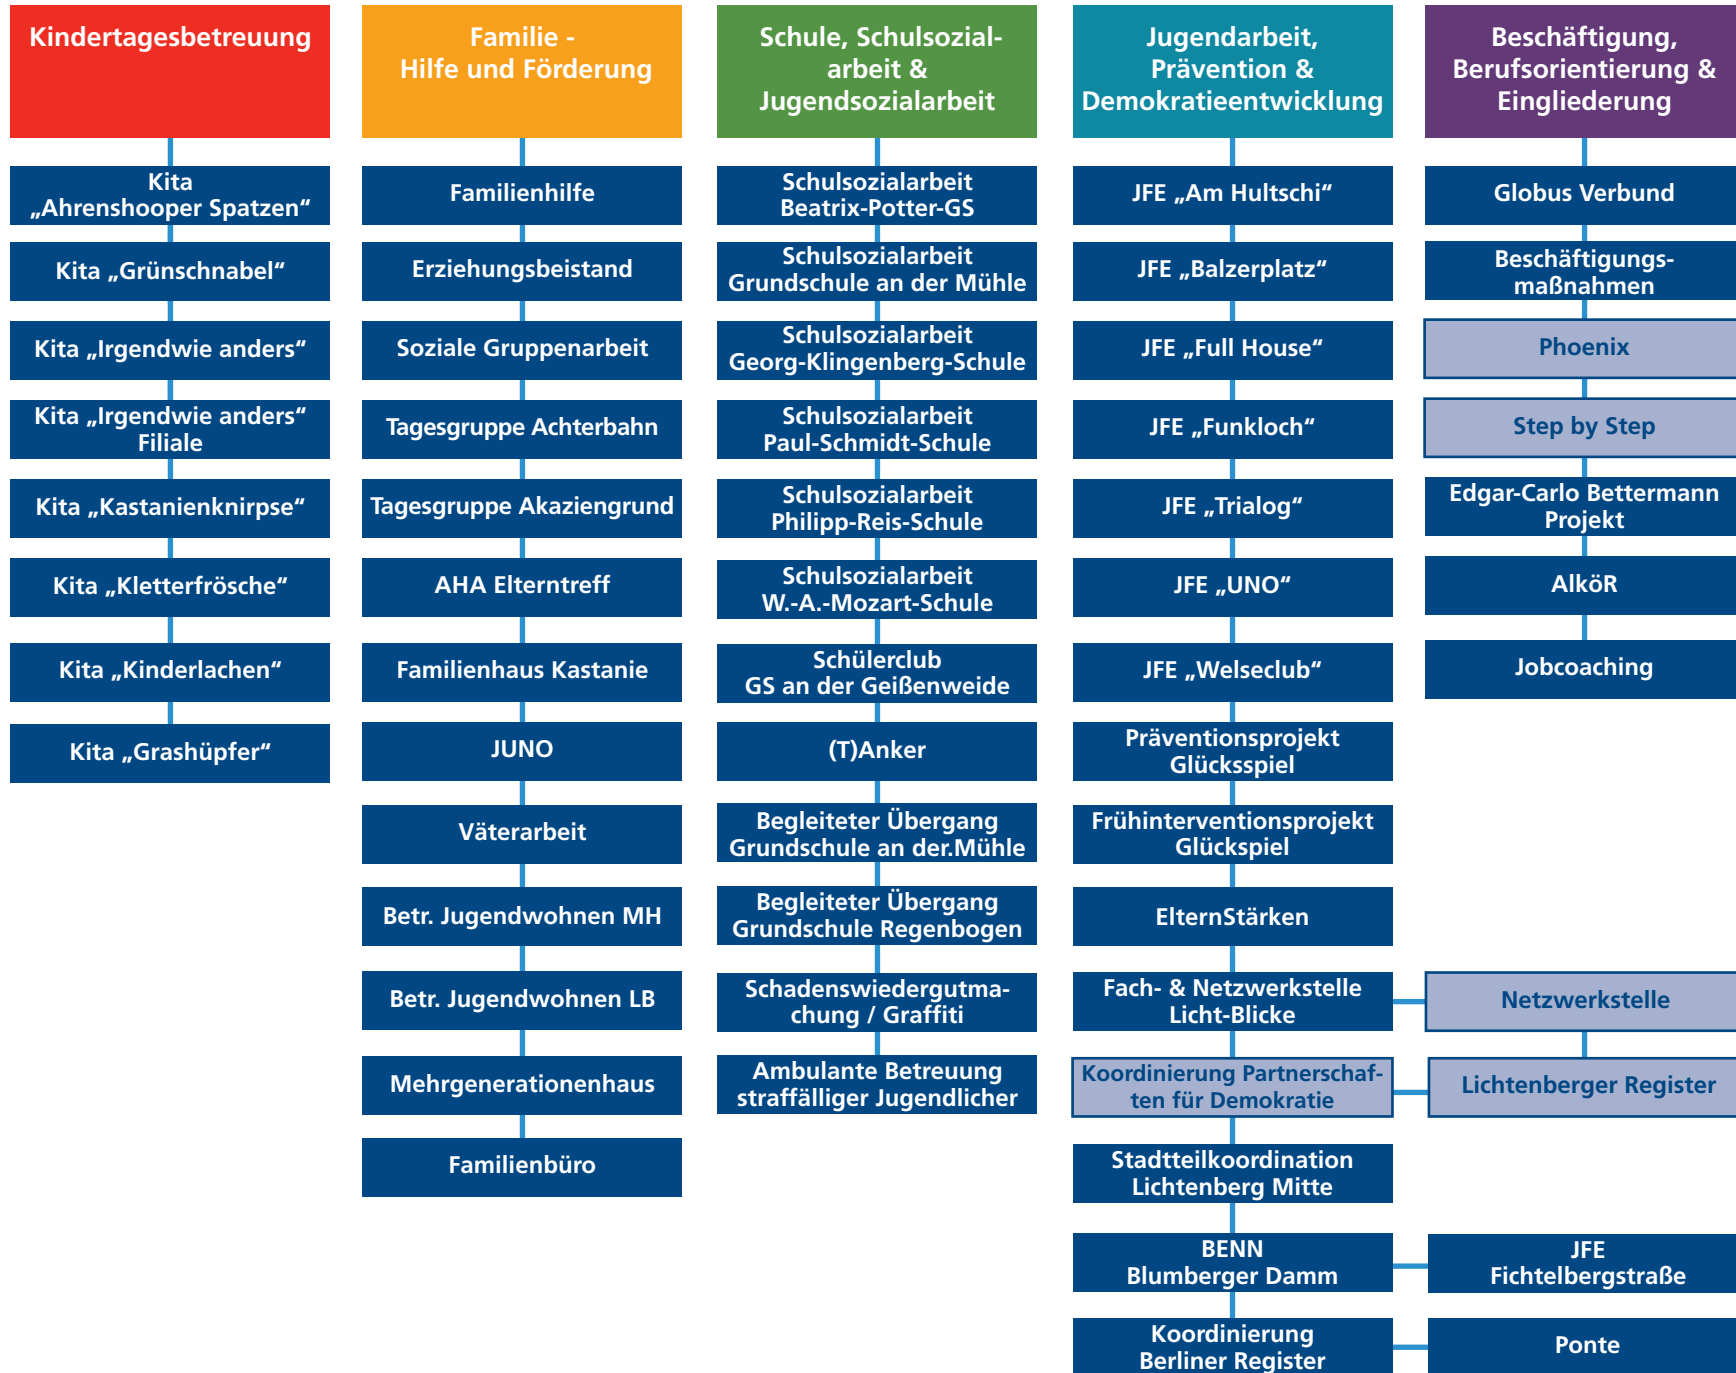 Kindertagesbetreuung
Kita
„Ahrenshooper Spatzen“
Kita „Grünschnabel“
Kita „Irgendwie anders“
Kita „Irgendwie anders“
Filiale
Kita „Kastanienknirpse“
Kita „Kletterfrösche“
Kita „Kinderlachen“
Kita „Grashüpfer“
Familie -
Hilfe und Förderung
Familienhilfe
Erziehungsbeistand
Soziale Gruppenarbeit
Tagesgruppe Achterbahn
Tagesgruppe Akaziengrund
AHA Elterntreff
Familienhaus Kastanie
JUNO
Väterarbeit
Betr. Jugendwohnen MH
Betr. Jugendwohnen LB
Mehrgenerationenhaus
Familienbüro
Schule, Schulsozial-
arbeit &
Jugendsozialarbeit
Schulsozialarbeit
Beatrix-Potter-GS
Schulsozialarbeit
Grundschule an der Mühle
Schulsozialarbeit
Georg-Klingenberg-Schule
Schulsozialarbeit
Paul-Schmidt-Schule
Schulsozialarbeit
Philipp-Reis-Schule
Schulsozialarbeit
W.-A.-Mozart-Schule
Schülerclub
GS an der Geißenweide
(T)Anker
Begleiteter Übergang
Grundschule an der.Mühle
Begleiteter Übergang
Grundschule Regenbogen
Schadenswiedergutma-
chung / Graffiti
Ambulante Betreuung
straffälliger Jugendlicher
Jugendarbeit,
Prävention &
Demokratieentwicklung
JFE „Am Hultschi“
JFE „Balzerplatz“
JFE „Full House“
JFE „Funkloch“
JFE „Trialog“
JFE „UNO“
JFE „Welseclub“
Präventionsprojekt
Glücksspiel
Frühinterventionsprojekt
Glückspiel
ElternStärken
Fach- & Netzwerkstelle
Licht-Blicke
Koordinierung Partnerschaf-
ten für Demokratie
Stadtteilkoordination
Lichtenberg Mitte
BENN
Blumberger Damm
Koordinierung
Berliner Register
Beschäftigung,
Berufsorientierung &
Eingliederung
Globus Verbund
Beschäftigungs-
maßnahmen
Phoenix
Step by Step
Edgar-Carlo Bettermann
Projekt
AlköR
Jobcoaching
Netzwerkstelle
Lichtenberger Register
JFE
Fichtelbergstraße
Ponte